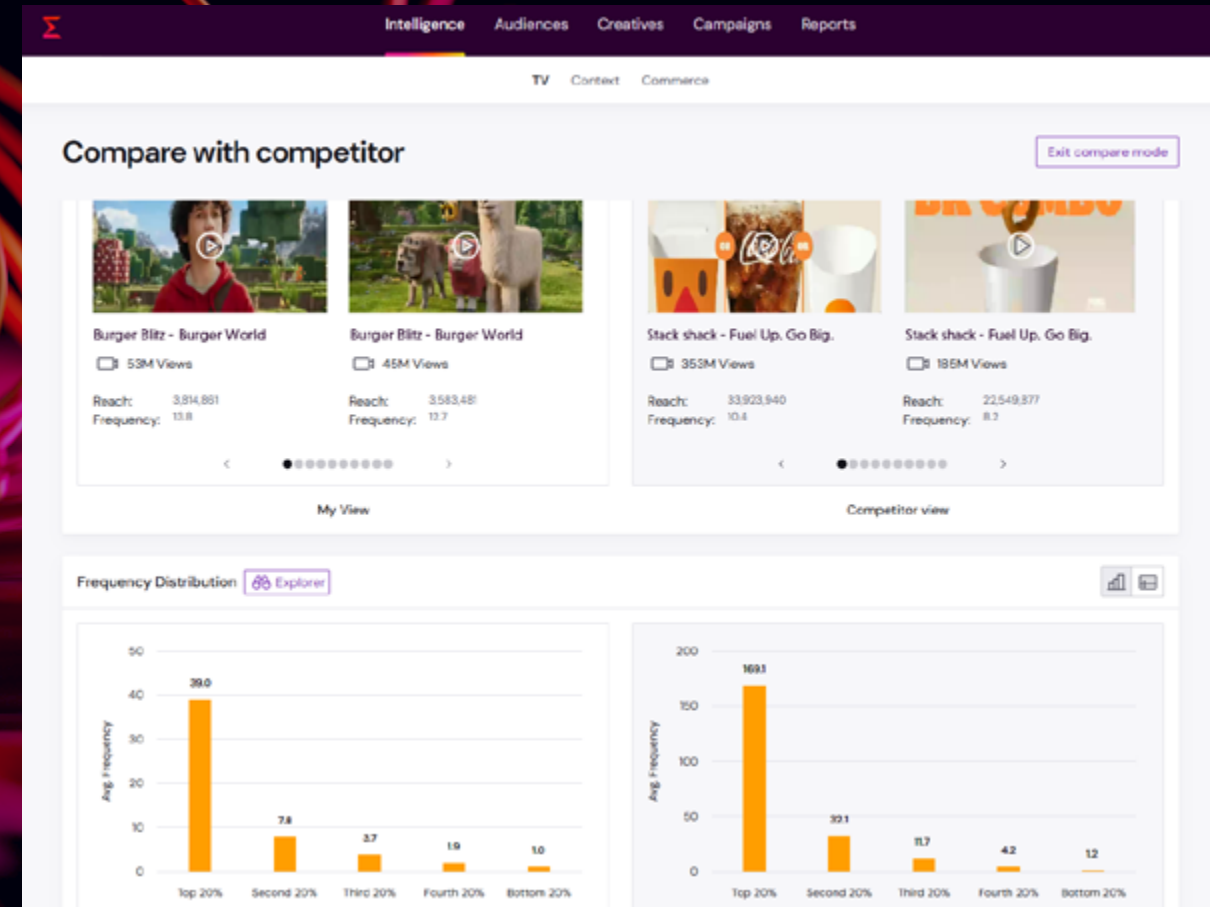 Intelligence Audiences Creatives Campaigns Reports
TV Context Commerce
Compare with competitor
Exit compare mode
Burger Blitz - Burger World
53M Views
Reach: 3,814,861
Frequency: 13.8
Burger Blitz - Burger World
45M Views
Reach: 3,583,481
Frequency: 12.7
My View
BK COMBO
Stack shack - Fuel Up. Go Big.
353M Views
Reach: 33,923,940
Frequency: 10.4
Stack shack - Fuel Up. Go Big.
185M Views
Reach: 22,549,877
Frequency: 8.2
Competitor view
Frequency Distribution Explorer
Avg. Frequency
50
40
30
20
10
0
39.0
7.8
3.7
1.9
1.0
Top 20% Second 20% Third 20% Fourth 20% Bottom 20%
Avg. Frequency
200
150
100
50
0
169.1
32.1
11.7
4.2
1.2
Top 20% Second 20% Third 20% Fourth 20% Bottom 20%